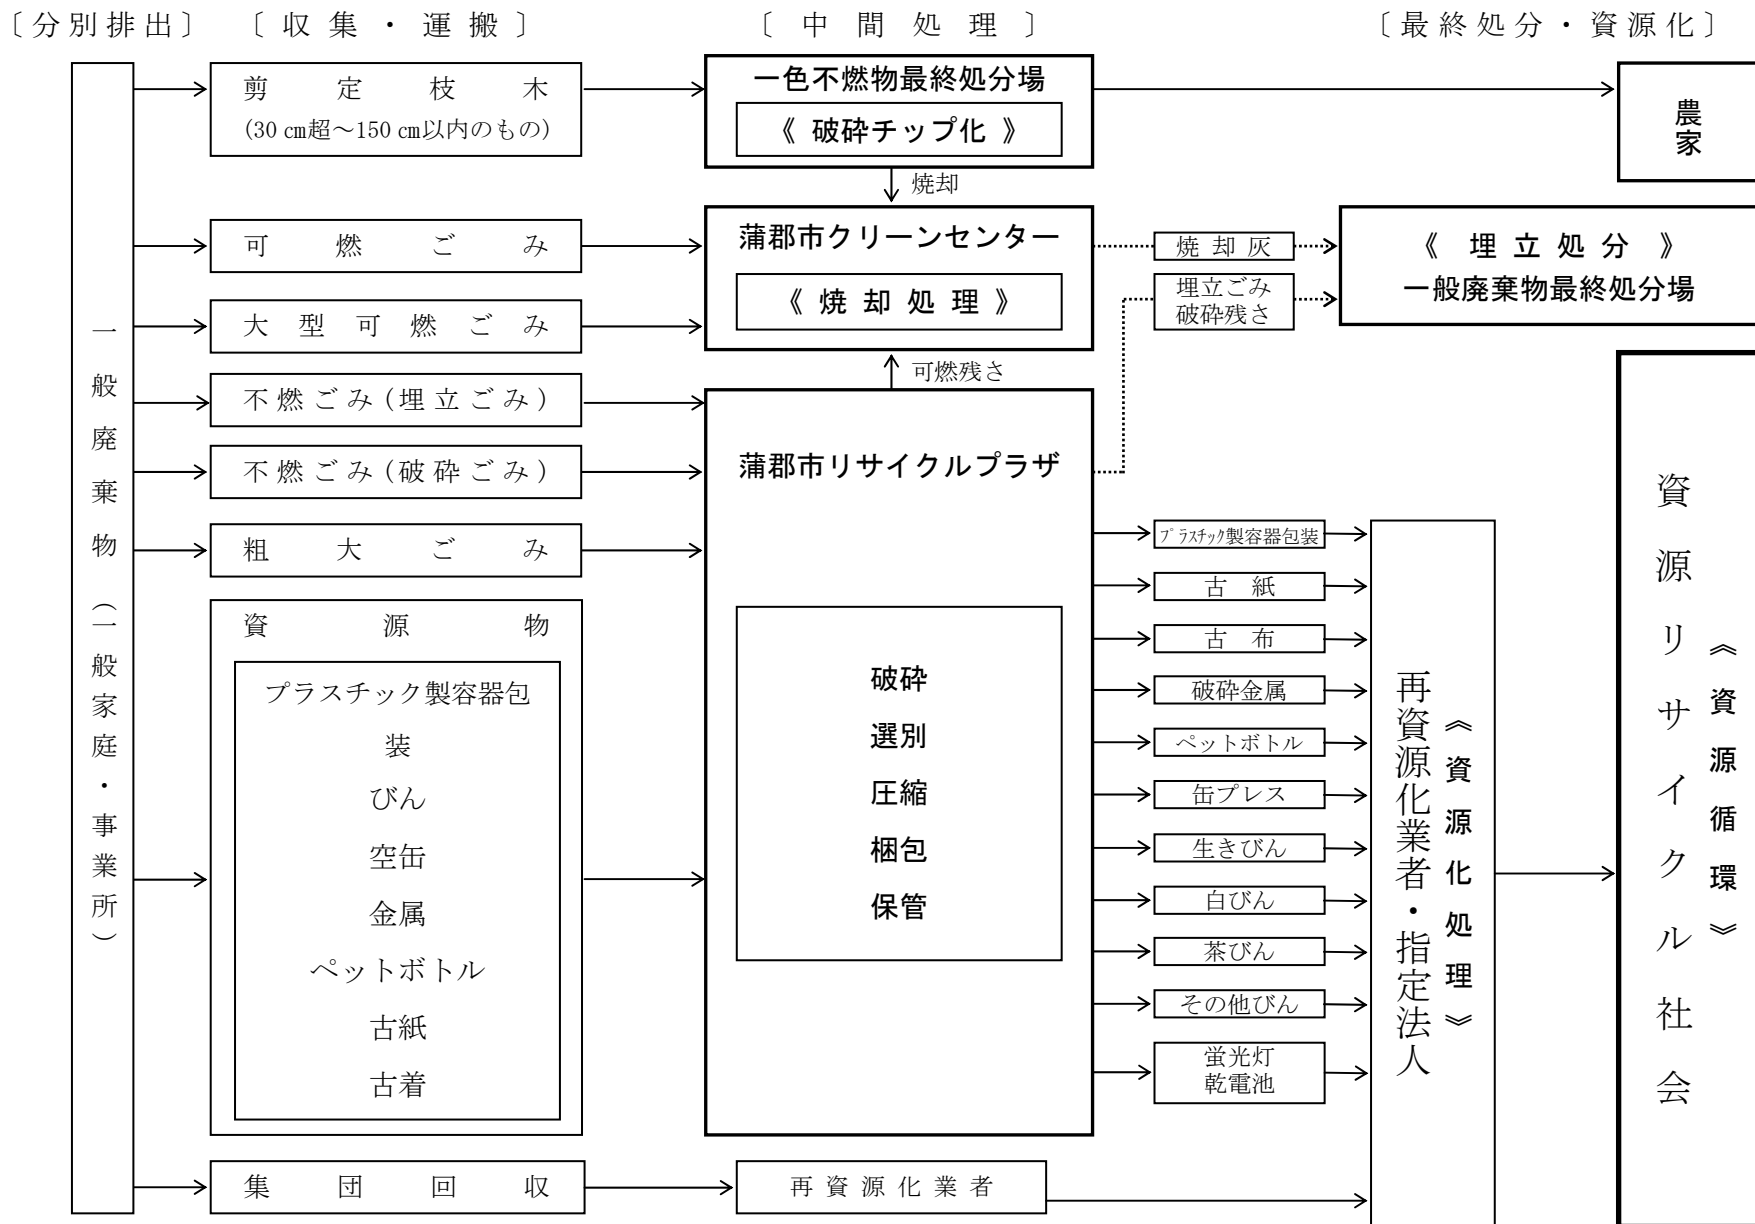 〔分別排出〕 〔収集・運搬〕 〔中間処理〕 〔最終処分・資源化〕
一般廃棄物（一般家庭・事業所）
剪定枝木
(30㎝超～150㎝以内のもの)
可燃ごみ
大型可燃ごみ
不燃ごみ(埋立ごみ)
不燃ごみ(破砕ごみ)
粗大ごみ
資源物
プラスチック製容器包
装
びん
空缶
金属
ペットボトル
古紙
古着
集団回収
一色不燃物最終処分場
《 破砕チップ化 》
焼却
蒲郡市クリーンセンター
《 焼却処理 》
可燃残さ
蒲郡市リサイクルプラザ
破砕
選別
圧縮
梱包
保管
再資源化業者
焼却灰
埋立ごみ
破砕残さ
プラスチック製容器包装
古紙
古布
破砕金属
ペットボトル
缶プレス
生きびん
白びん
茶びん
その他びん
蛍光灯
乾電池
農家
《 埋立処分 》
一般廃棄物最終処分場
《資源化処理》
再資源化業者・指定法人
《資源循環》
資源リサイクル社会